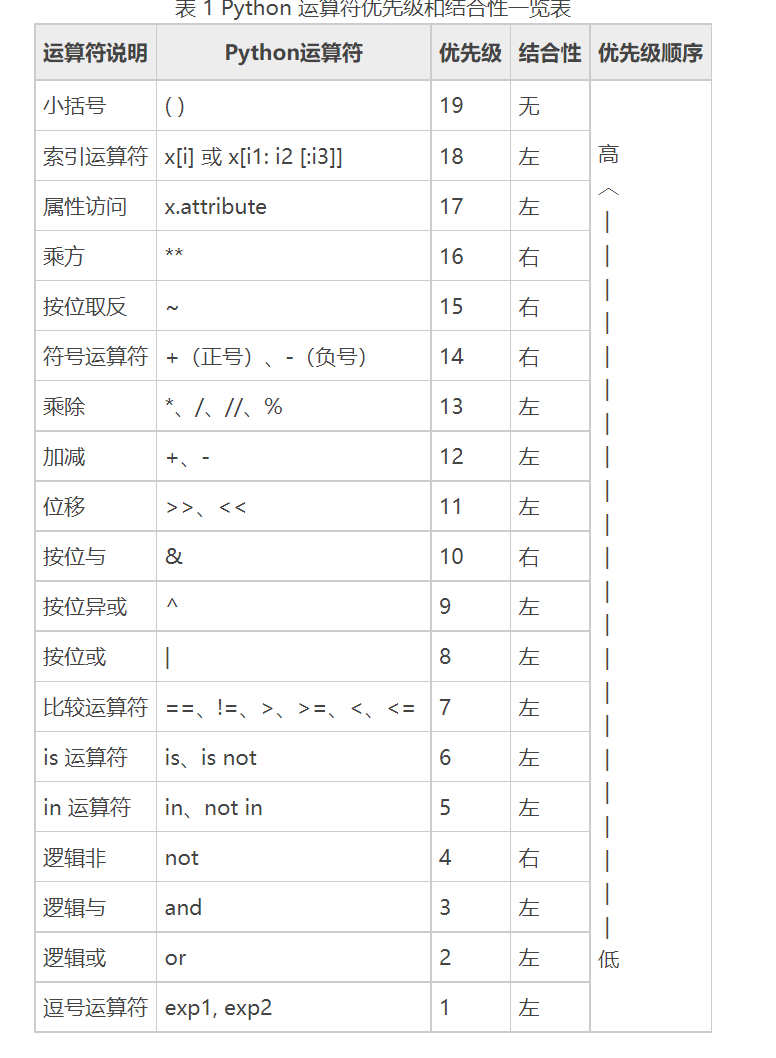 表 1 Python 运算符优先级和结合性一览表
运算符说明 Python运算符 优先级 结合性 优先级顺序
小括号 ( ) 19 无
高
索引运算符 x[i] 或 x[i1: i2 [:i3]] 18 左
︿
属性访问 x.attribute 17 左
|
乘方 ** 16 右
|
|
按位取反 ~ 15 右
|
符号运算符 +（正号）、-（负号） 14 右
|
|
乘除 *、/、//、% 13 左
|
加减 +、- 12 左
|
|
位移 >>、<< 11 左
|
按位与 & 10 右
|
|
按位异或 ^ 9 左
|
按位或 | 8 左
|
|
比较运算符 ==、!=、>、>=、<、<= 7 左
|
is 运算符 is、is not 6 左
|
|
in 运算符 in、not in 5 左
|
逻辑非 not 4 右
|
|
逻辑与 and 3 左
|
逻辑或 or 2 左
低
逗号运算符 exp1, exp2 1 左